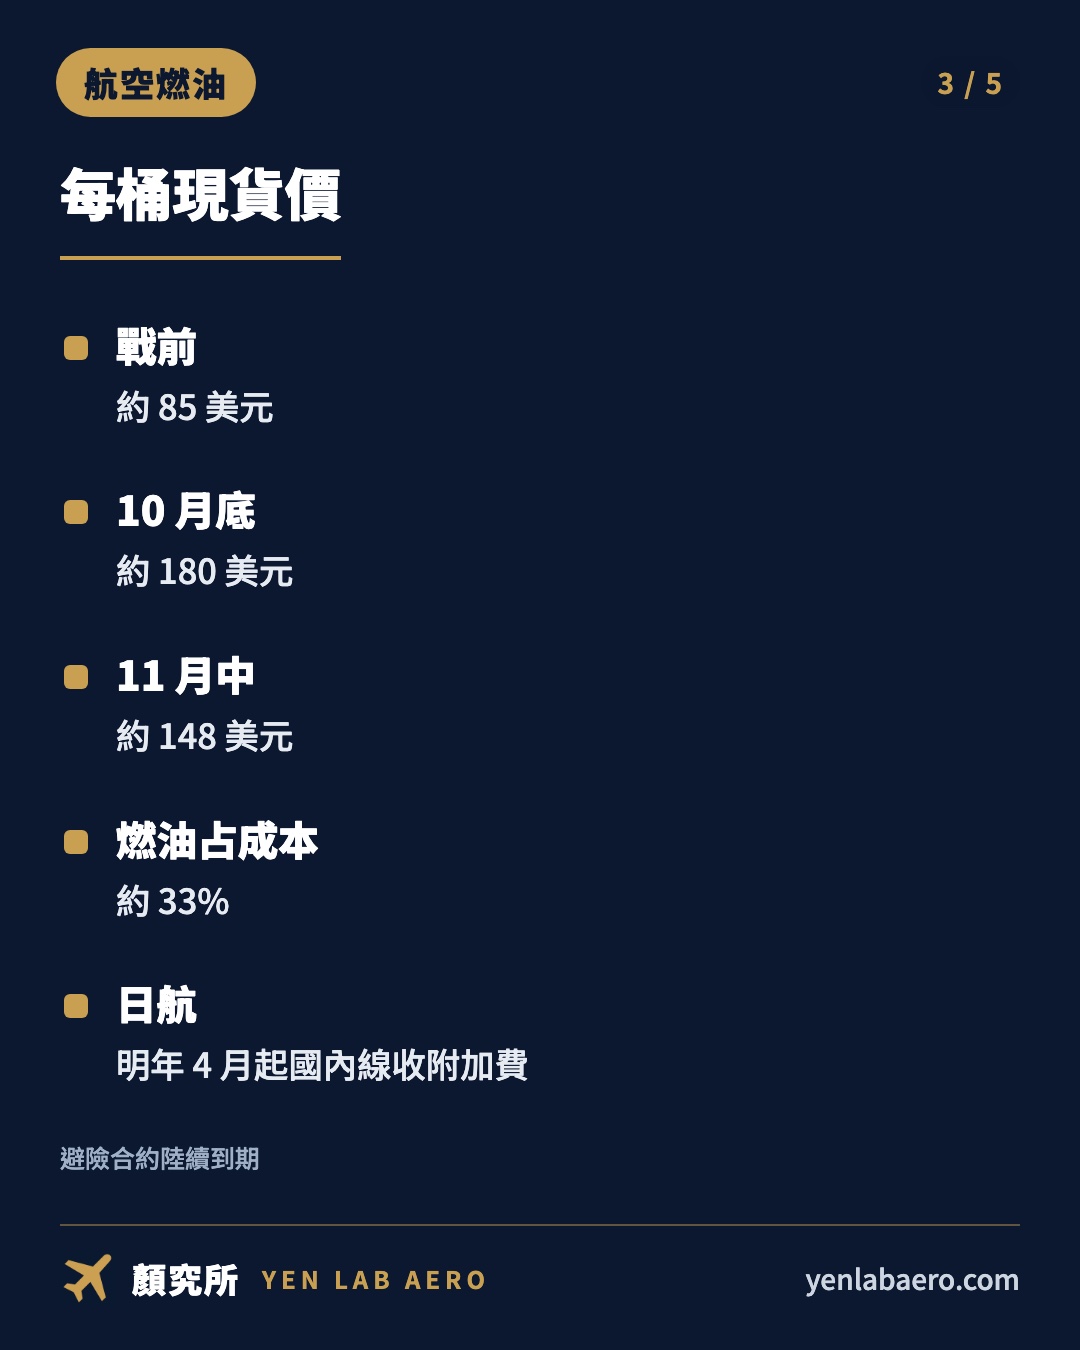 航空燃油
3 / 5
每桶現貨價
戰前
約 85 美元
10 月底
約 180 美元
11 月中
約 148 美元
燃油占成本
約 33%
日航
明年 4 月起國內線收附加費
避險合約陸續到期
顏究所 YEN LAB AERO
yenlabaero.com